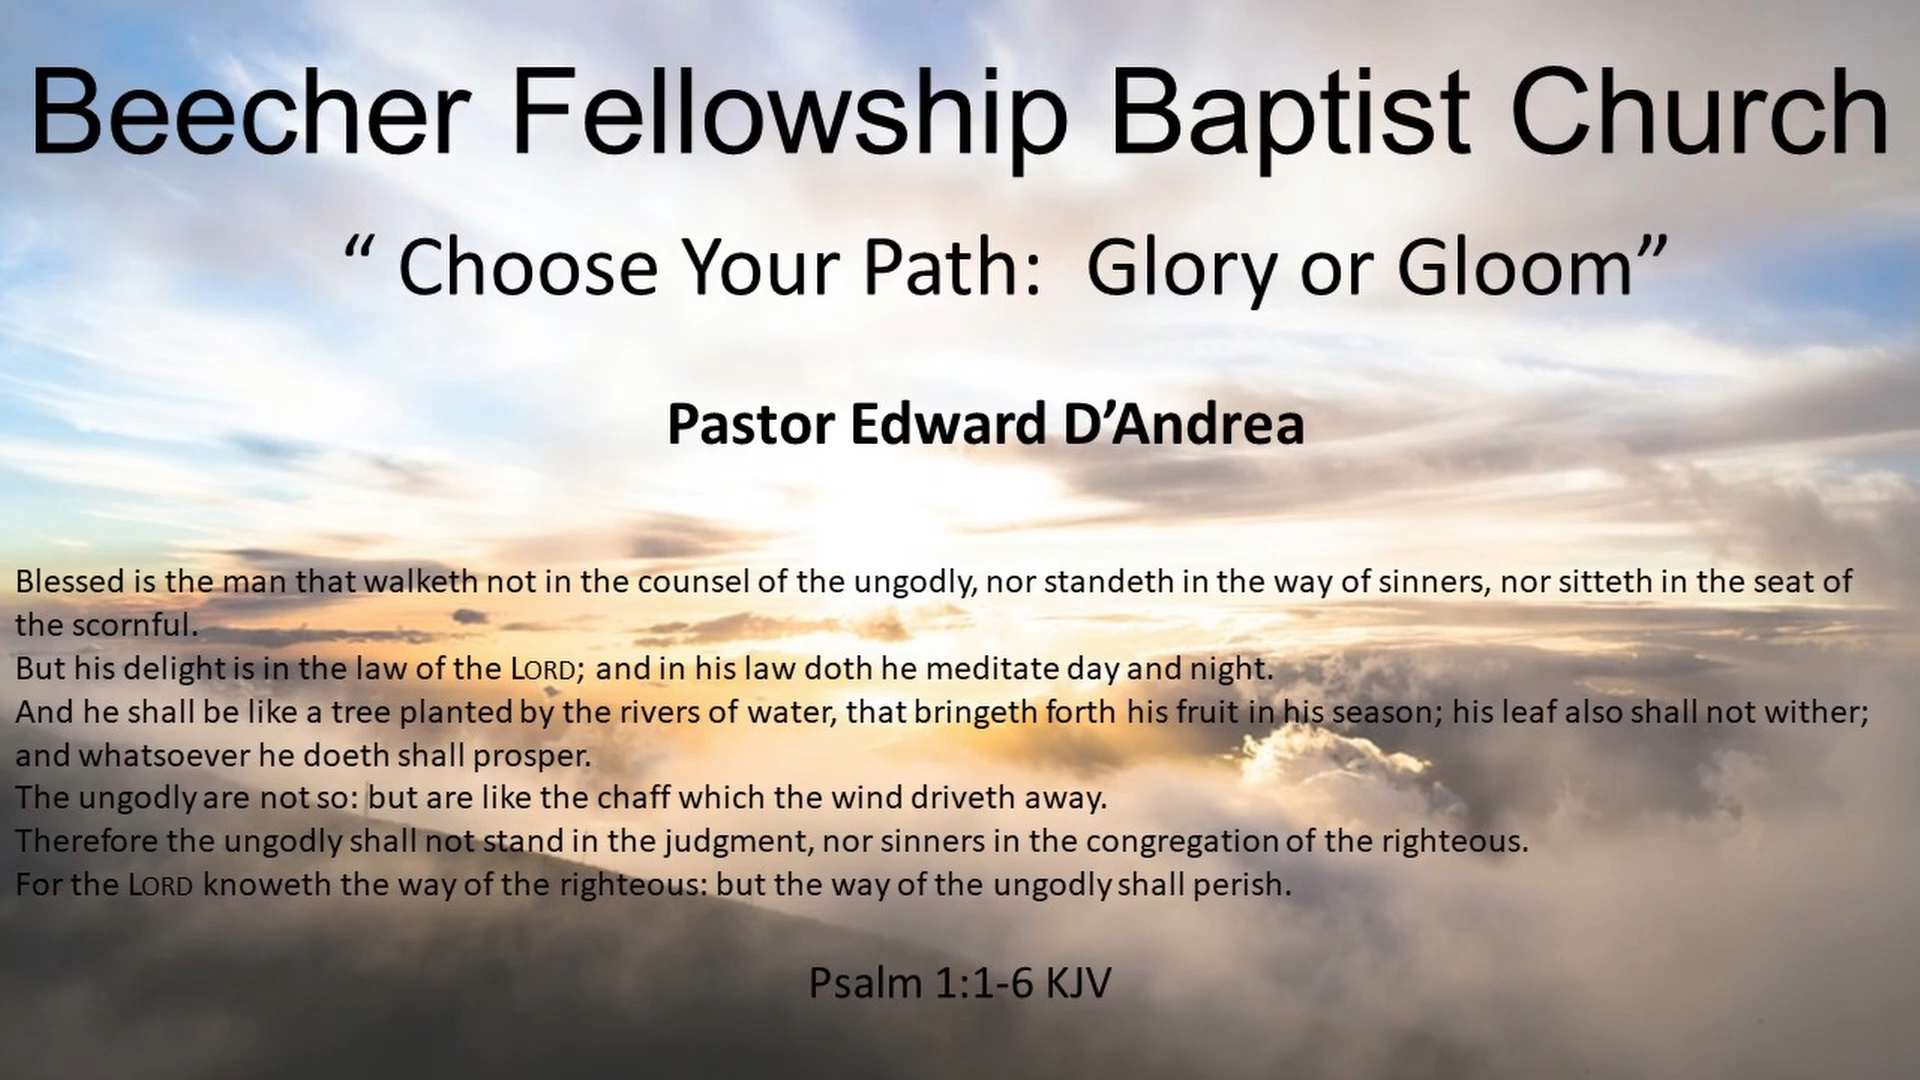 Beecher Fellowship Baptist Church
“ Choose Your Path:  Glory or Gloom”
Pastor Edward D’Andrea
Blessed is the man that walketh not in the counsel of the ungodly, nor standeth in the way of sinners, nor sitteth in the seat of
the scornful.
But his delight is in the law of the LORD; and in his law doth he meditate day and night.
And he shall be like a tree planted by the rivers of water, that bringeth forth his fruit in his season; his leaf also shall not wither;
and whatsoever he doeth shall prosper.
The ungodly are not so: but are like the chaff which the wind driveth away.
Therefore the ungodly shall not stand in the judgment, nor sinners in the congregation of the righteous.
For the LORD knoweth the way of the righteous: but the way of the ungodly shall perish.
Psalm 1:1-6 KJV